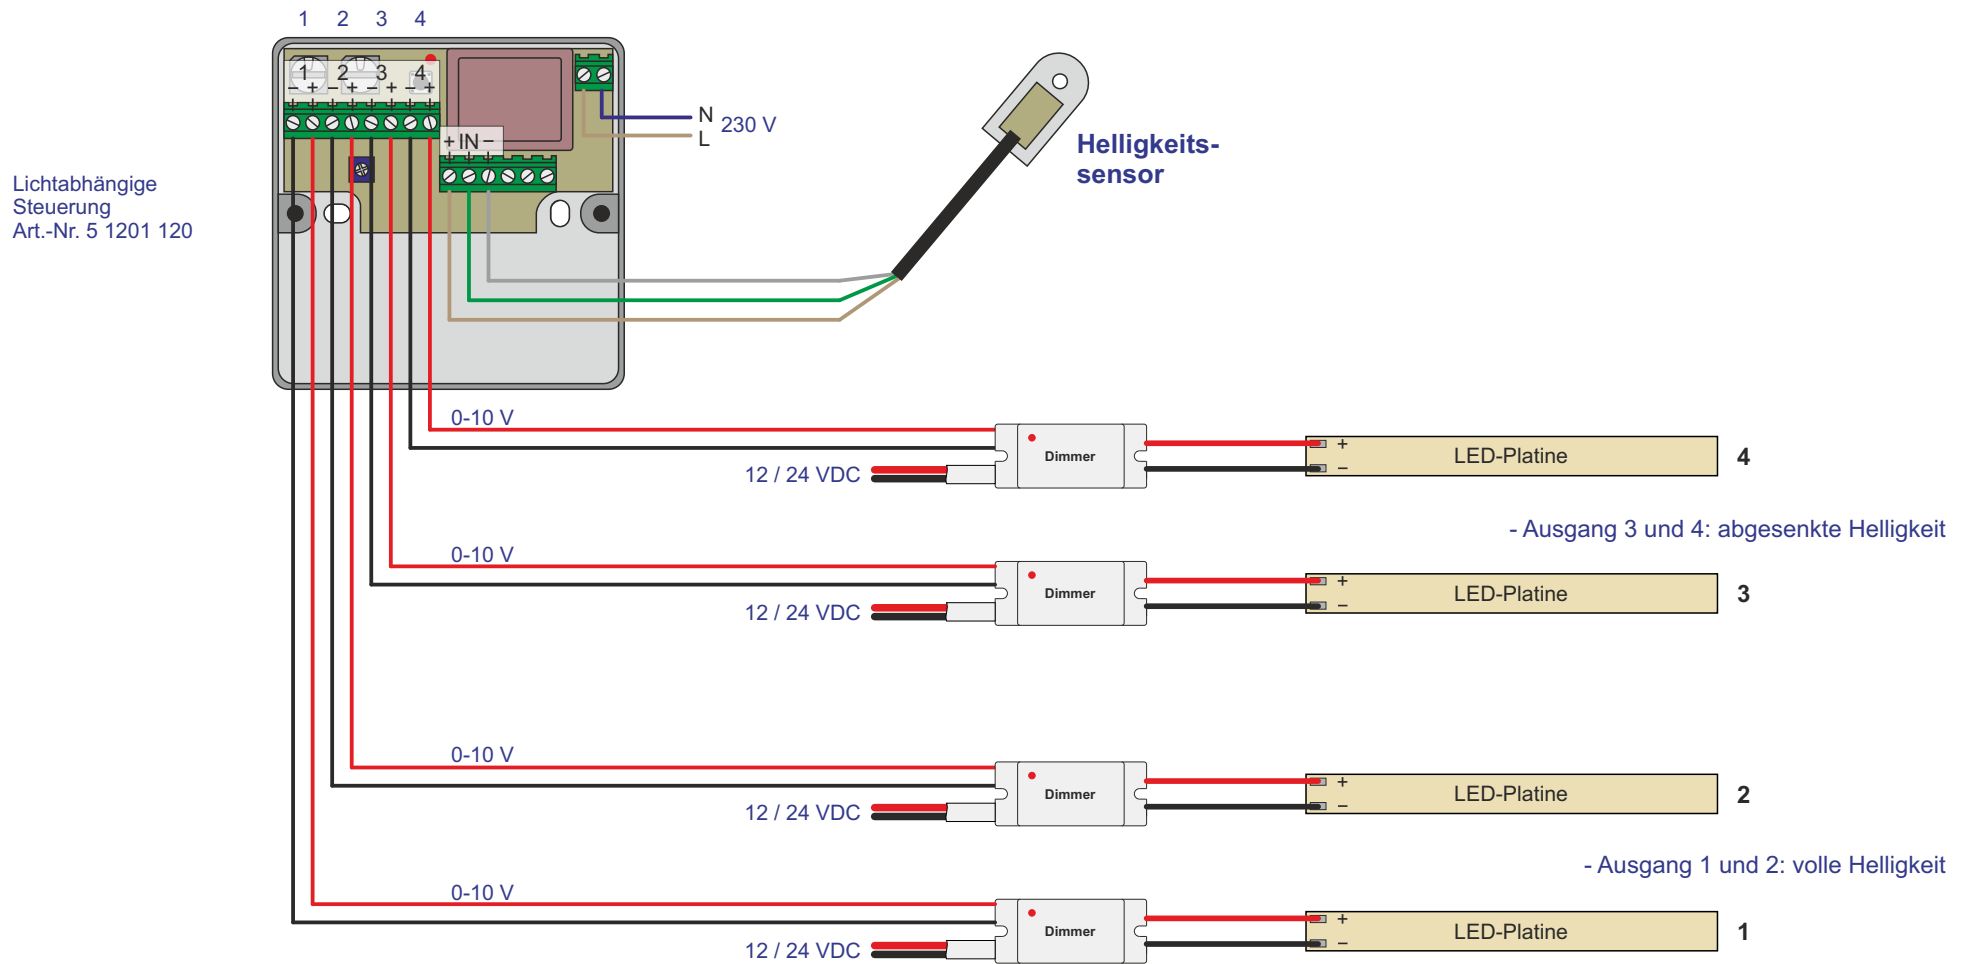 1 2 3 4
1 2 3 4
- + - + - + - +
N
L
230 V
+ IN -
Helligkeits-
sensor
Lichtabhängige
Steuerung
Art.-Nr. 5 1201 120
0-10 V
Dimmer
12 / 24 VDC
+
LED-Platine
-
4
- Ausgang 3 und 4: abgesenkte Helligkeit
0-10 V
Dimmer
12 / 24 VDC
+
LED-Platine
-
3
0-10 V
Dimmer
12 / 24 VDC
+
LED-Platine
-
2
- Ausgang 1 und 2: volle Helligkeit
0-10 V
Dimmer
12 / 24 VDC
+
LED-Platine
-
1